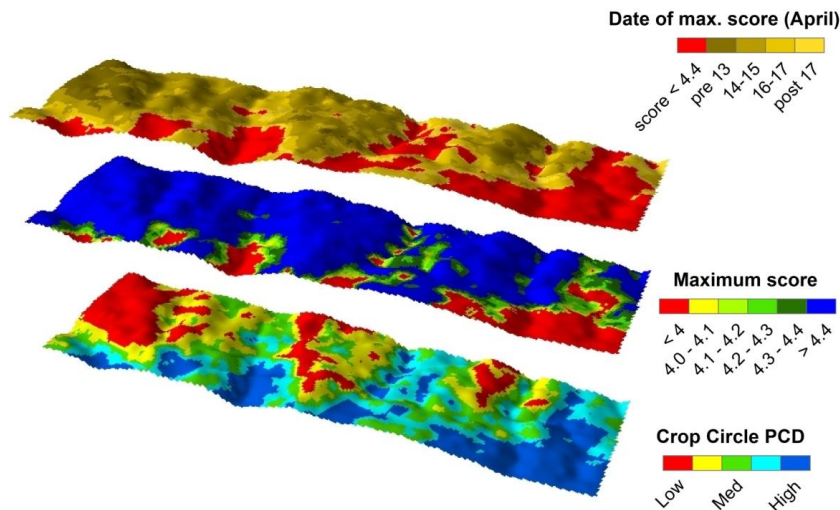 Date of max. score (April)
score < 4.4
pre 13
14-15
16-17
post 17
Maximum score
< 4
4.0 - 4.1
4.1 - 4.2
4.2 - 4.3
4.3 - 4.4
> 4.4
Crop Circle PCD
Low
Med
High